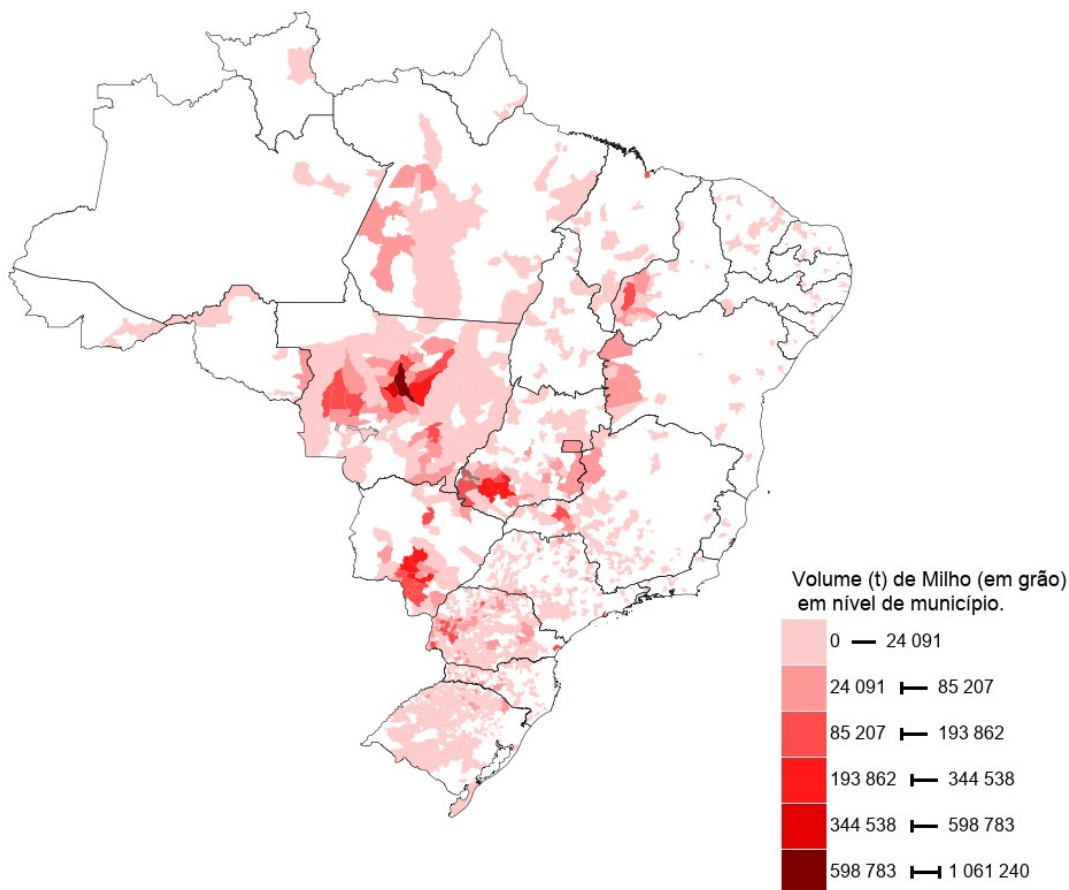 Volume (t) de Milho (em grão)
em nível de município.
0 — 24 091
24 091 ⊢ 85 207
85 207 ⊢ 193 862
193 862 ⊢ 344 538
344 538 ⊢ 598 783
598 783 ⊢⊣ 1 061 240